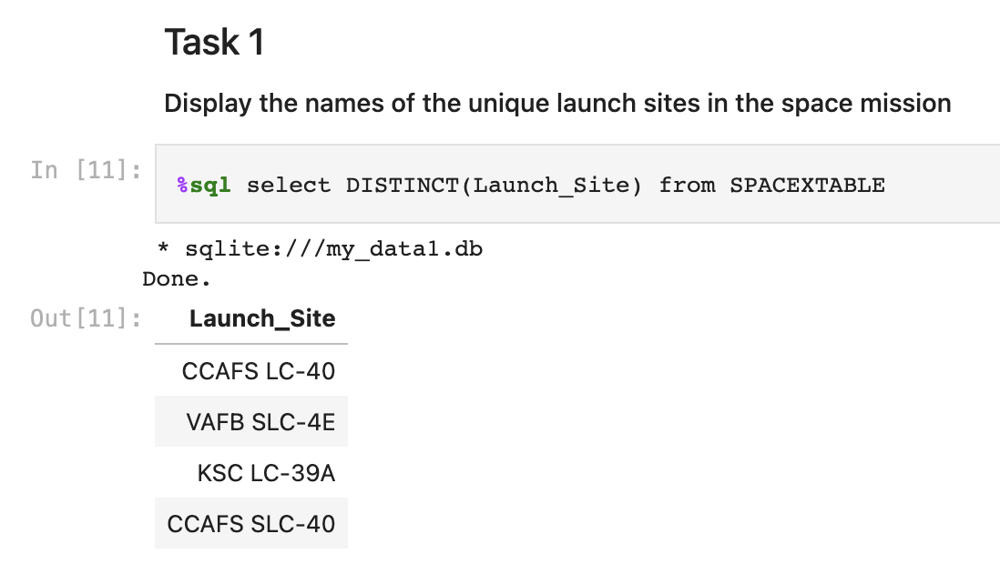 Task 1
Display the names of the unique launch sites in the space mission
In [11]: %sql select DISTINCT(Launch_Site) from SPACEXTABLE
* sqlite:///my_data1.db
Done.
Out[11]: Launch_Site
CCAFS LC-40
VAFB SLC-4E
KSC LC-39A
CCAFS SLC-40